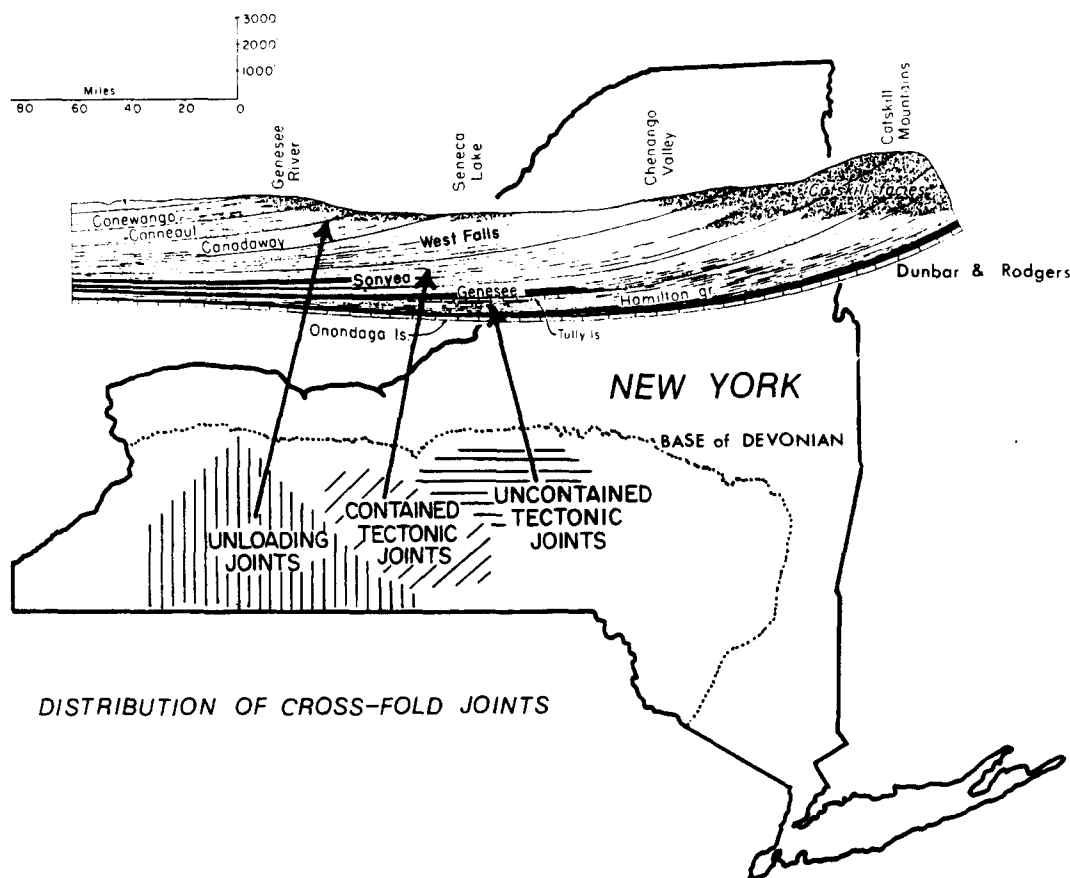 3000'
2000'
1000'
Miles
80 60 40 20 0
Genesee
River
Seneca
Lake
Chenango
Valley
Catskill
Mountains
Catskill facies
Conewango
Conneaut
Canadaway
West Falls
Sonyea
Genesee
Hamilton gr.
Dunbar & Rodgers
Onondaga ls.
Tully ls
NEW YORK
BASE of DEVONIAN
UNLOADING
JOINTS
CONTAINED
TECTONIC
JOINTS
UNCONTAINED
TECTONIC
JOINTS
DISTRIBUTION OF CROSS-FOLD JOINTS